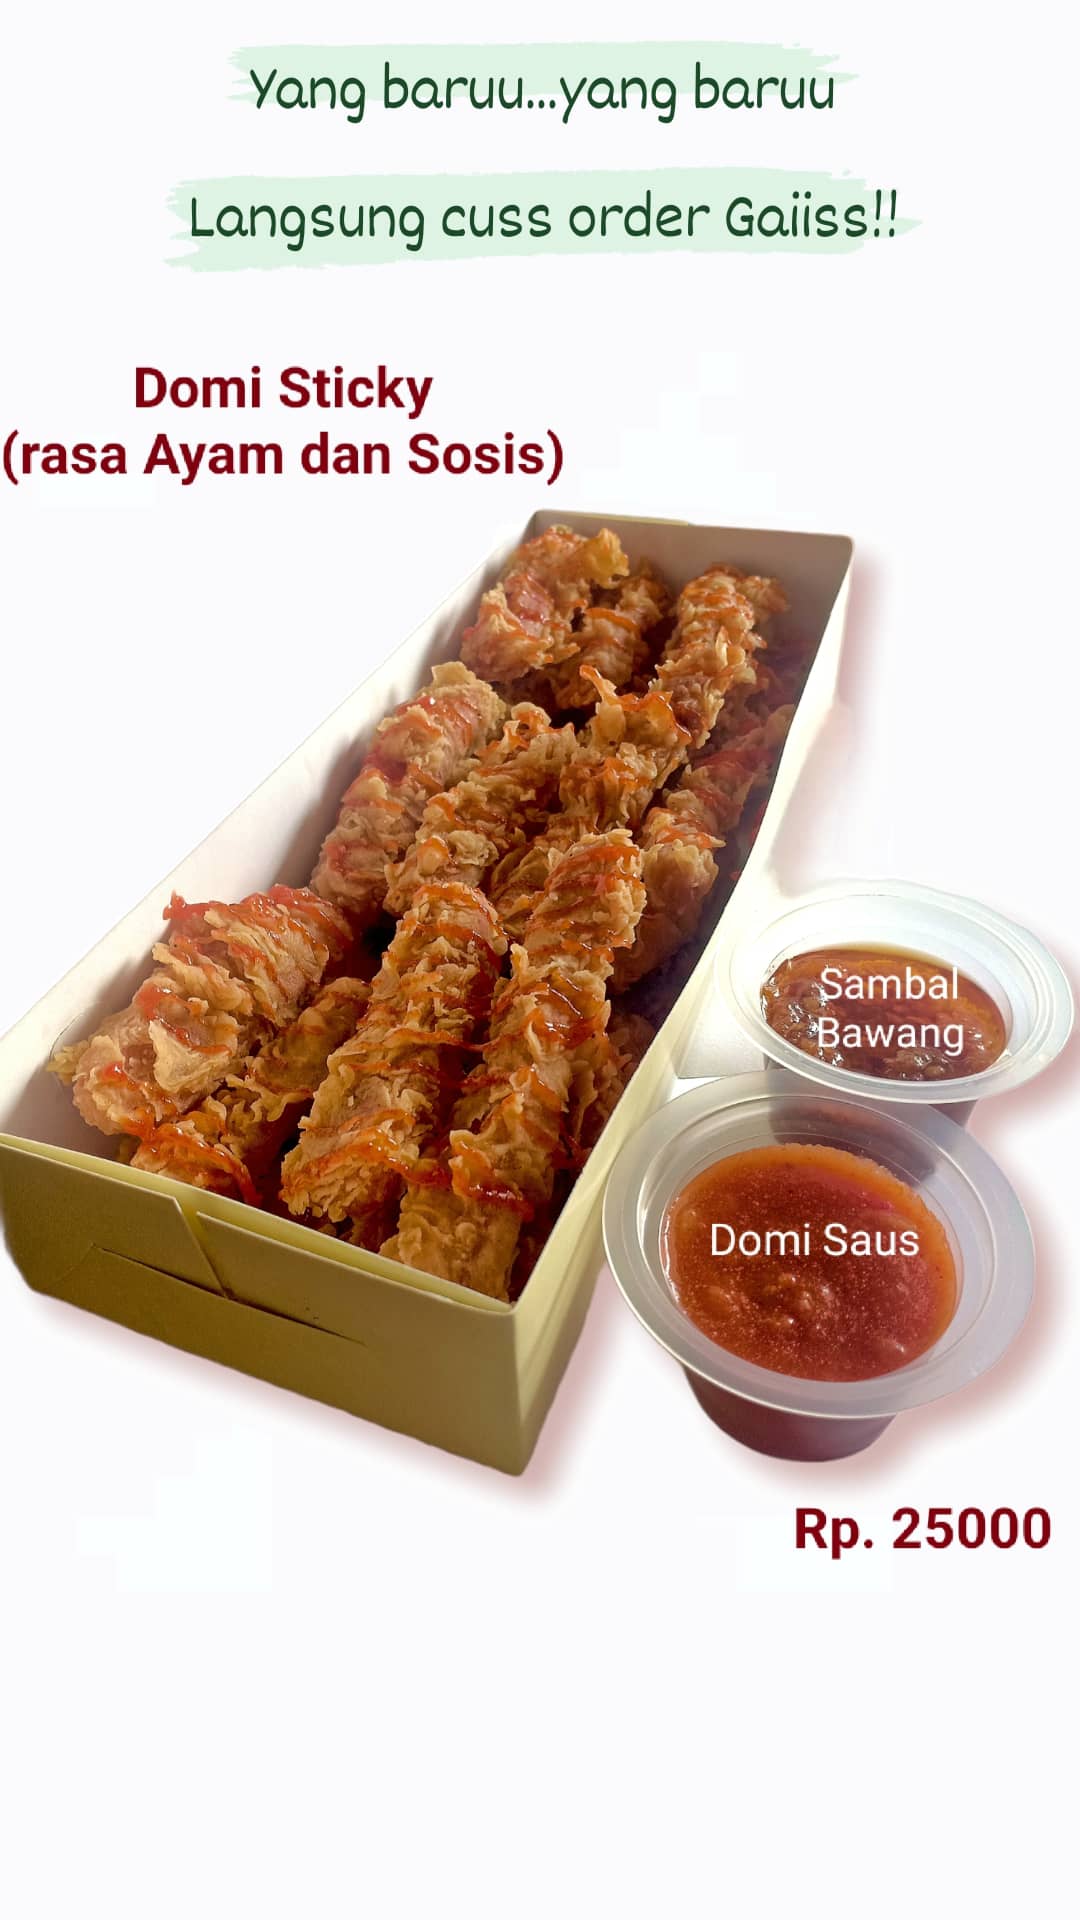 Yang baruu...yang baruu
Langsung cuss order Gaiiss!!
Domi Sticky
(rasa Ayam dan Sosis)
Sambal
Bawang
Domi Saus
Rp. 25000